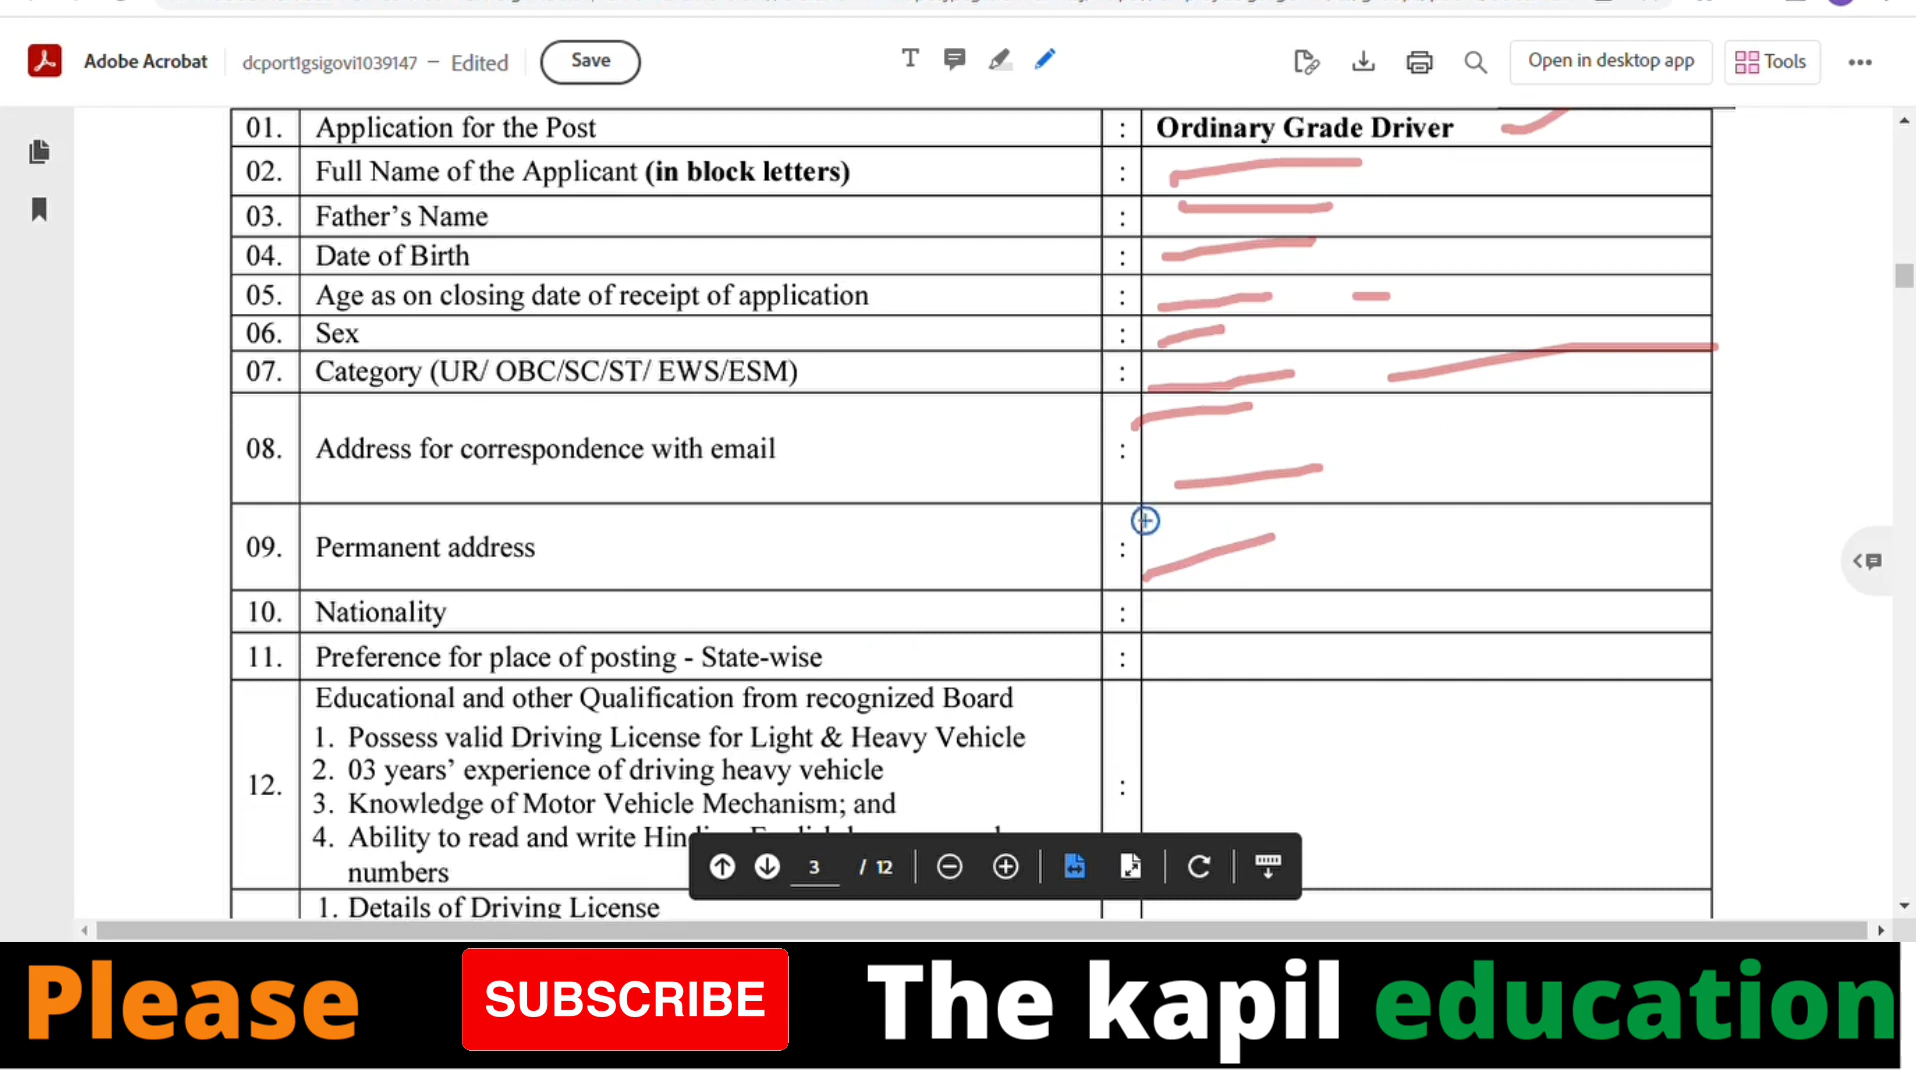 Adobe Acrobat dcport1gsigovi1039147 – Edited Save T Open in desktop app Tools
01. Application for the Post : Ordinary Grade Driver
02. Full Name of the Applicant (in block letters) :
03. Father's Name :
04. Date of Birth :
05. Age as on closing date of receipt of application :
06. Sex :
07. Category (UR/ OBC/SC/ST/ EWS/ESM) :
08. Address for correspondence with email :
09. Permanent address :
10. Nationality :
11. Preference for place of posting - State-wise :
12. Educational and other Qualification from recognized Board :
1. Possess valid Driving License for Light & Heavy Vehicle
2. 03 years' experience of driving heavy vehicle
3. Knowledge of Motor Vehicle Mechanism; and
4. Ability to read and write
numbers
3 / 12
1. Details of Driving License
Please SUBSCRIBE The kapil education